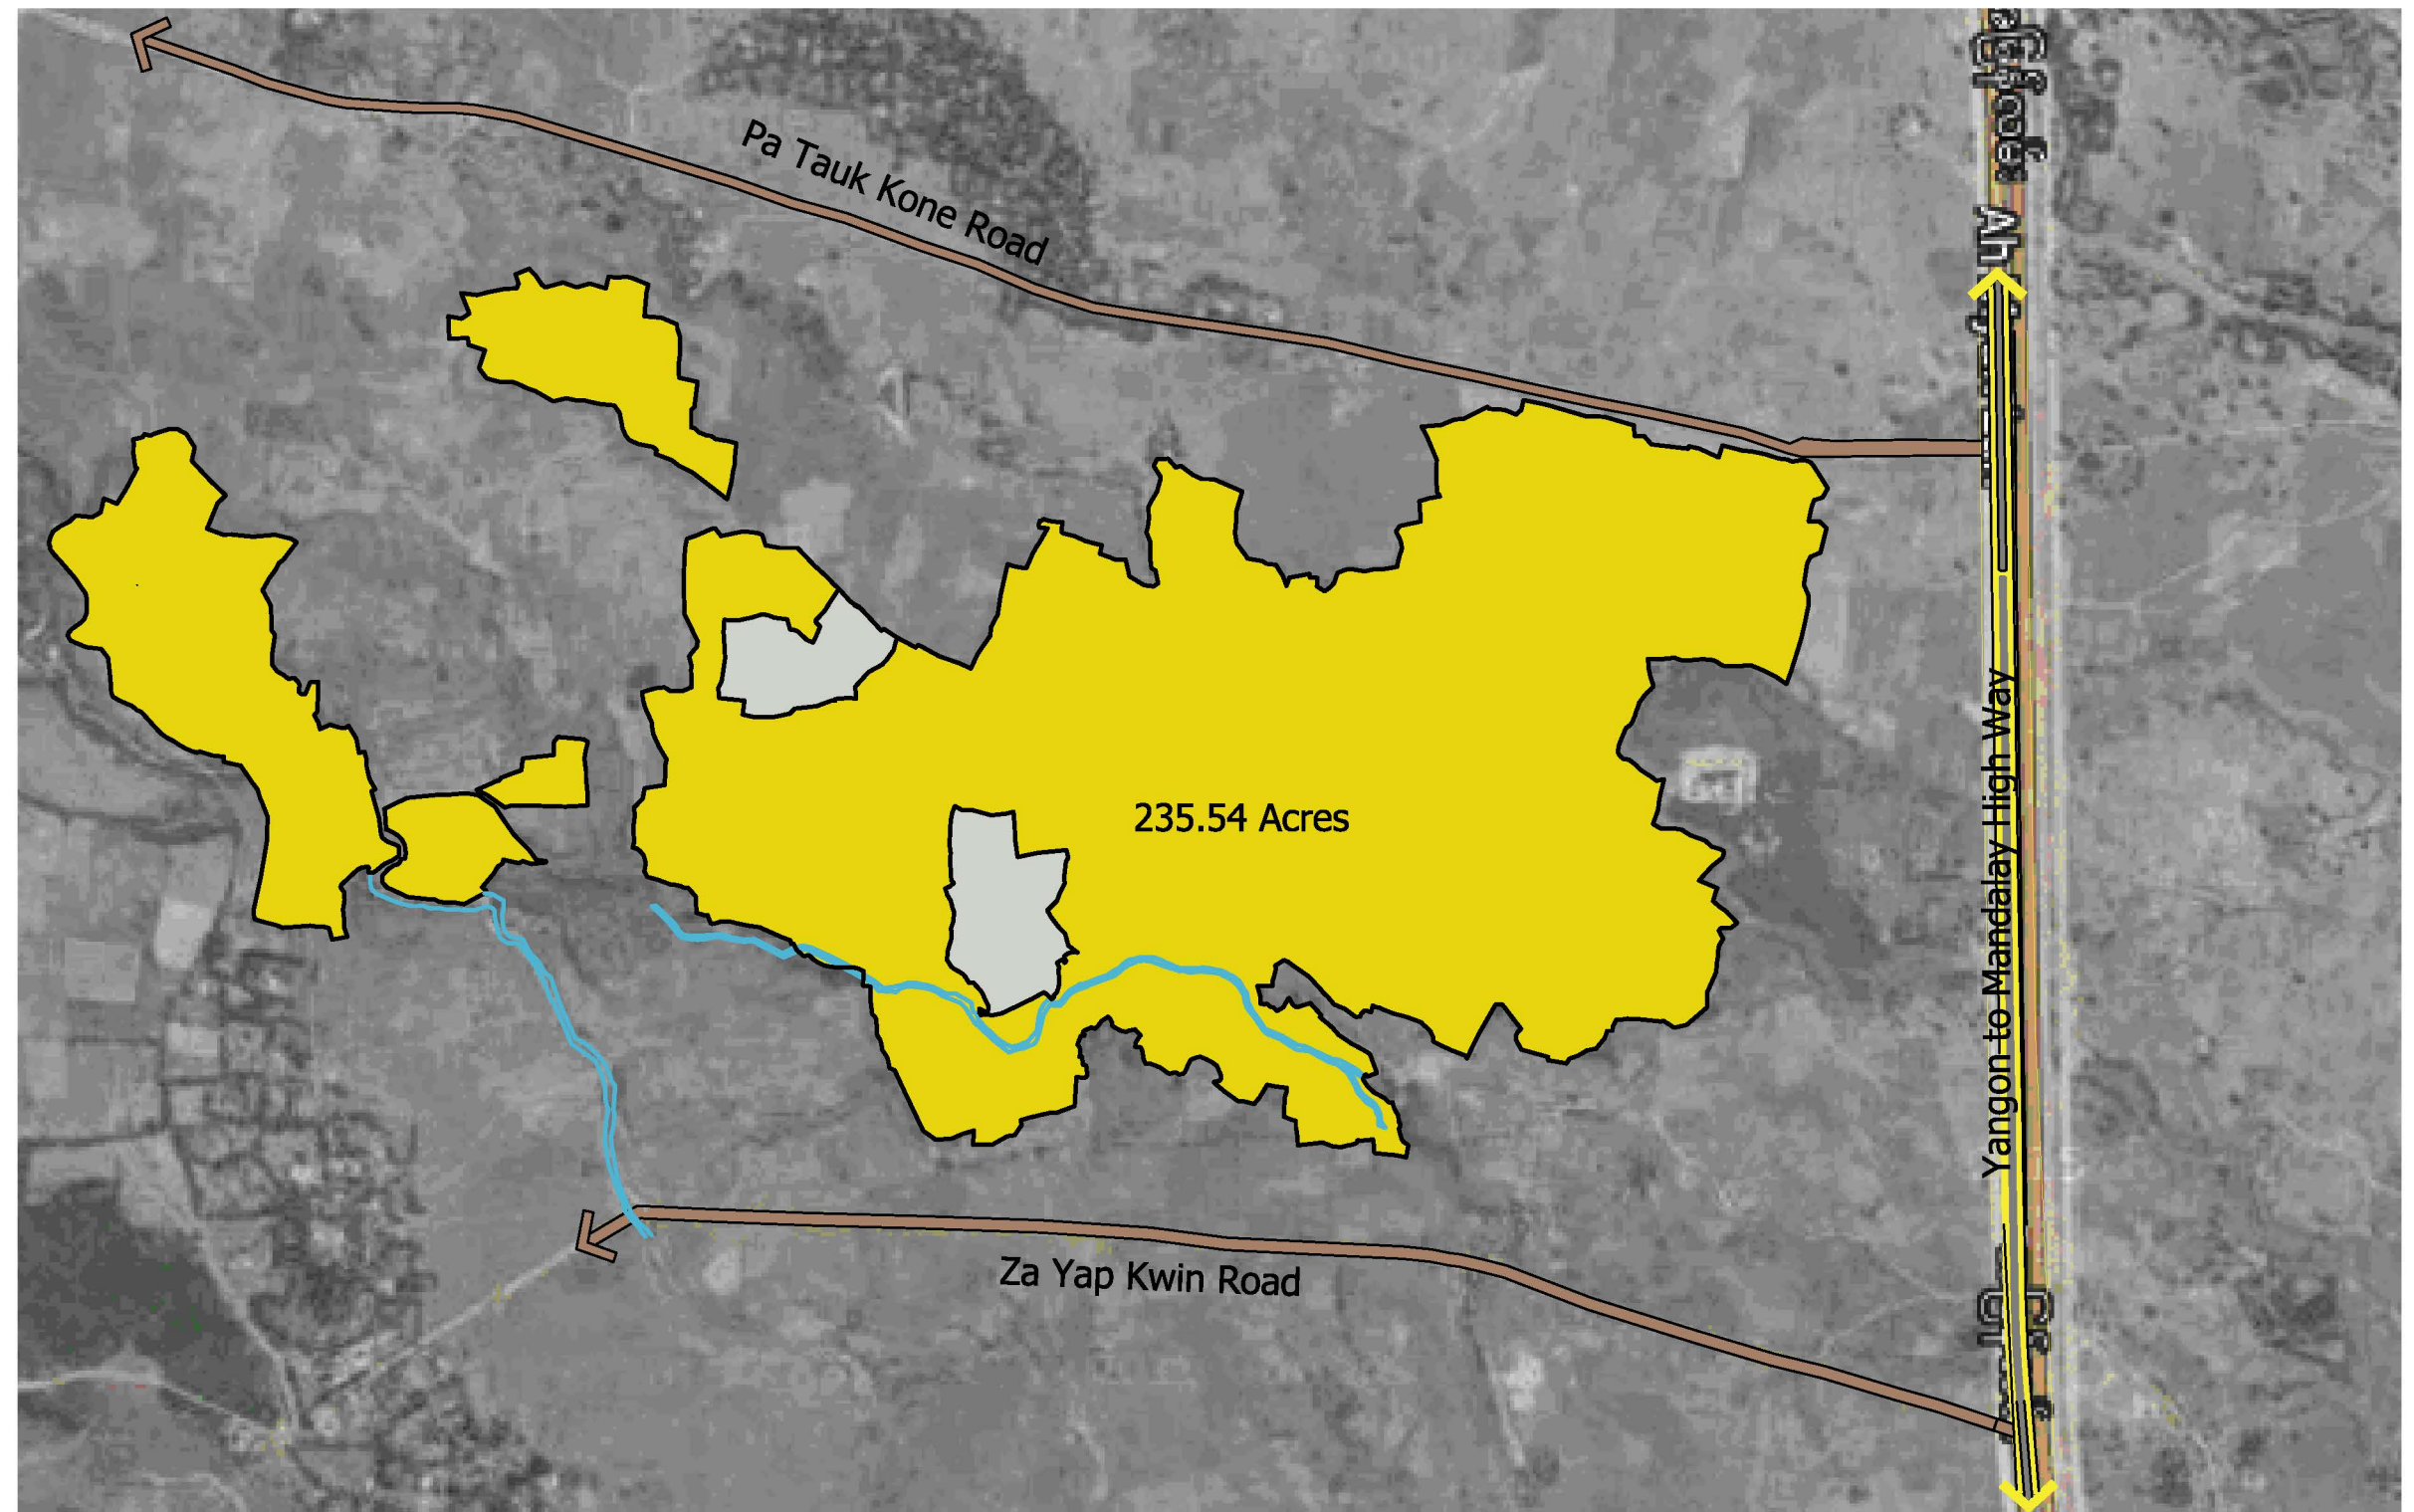 Pa Tauk Kone Road
235.54 Acres
Yangon to Mandalay High Way
Za Yap Kwin Road